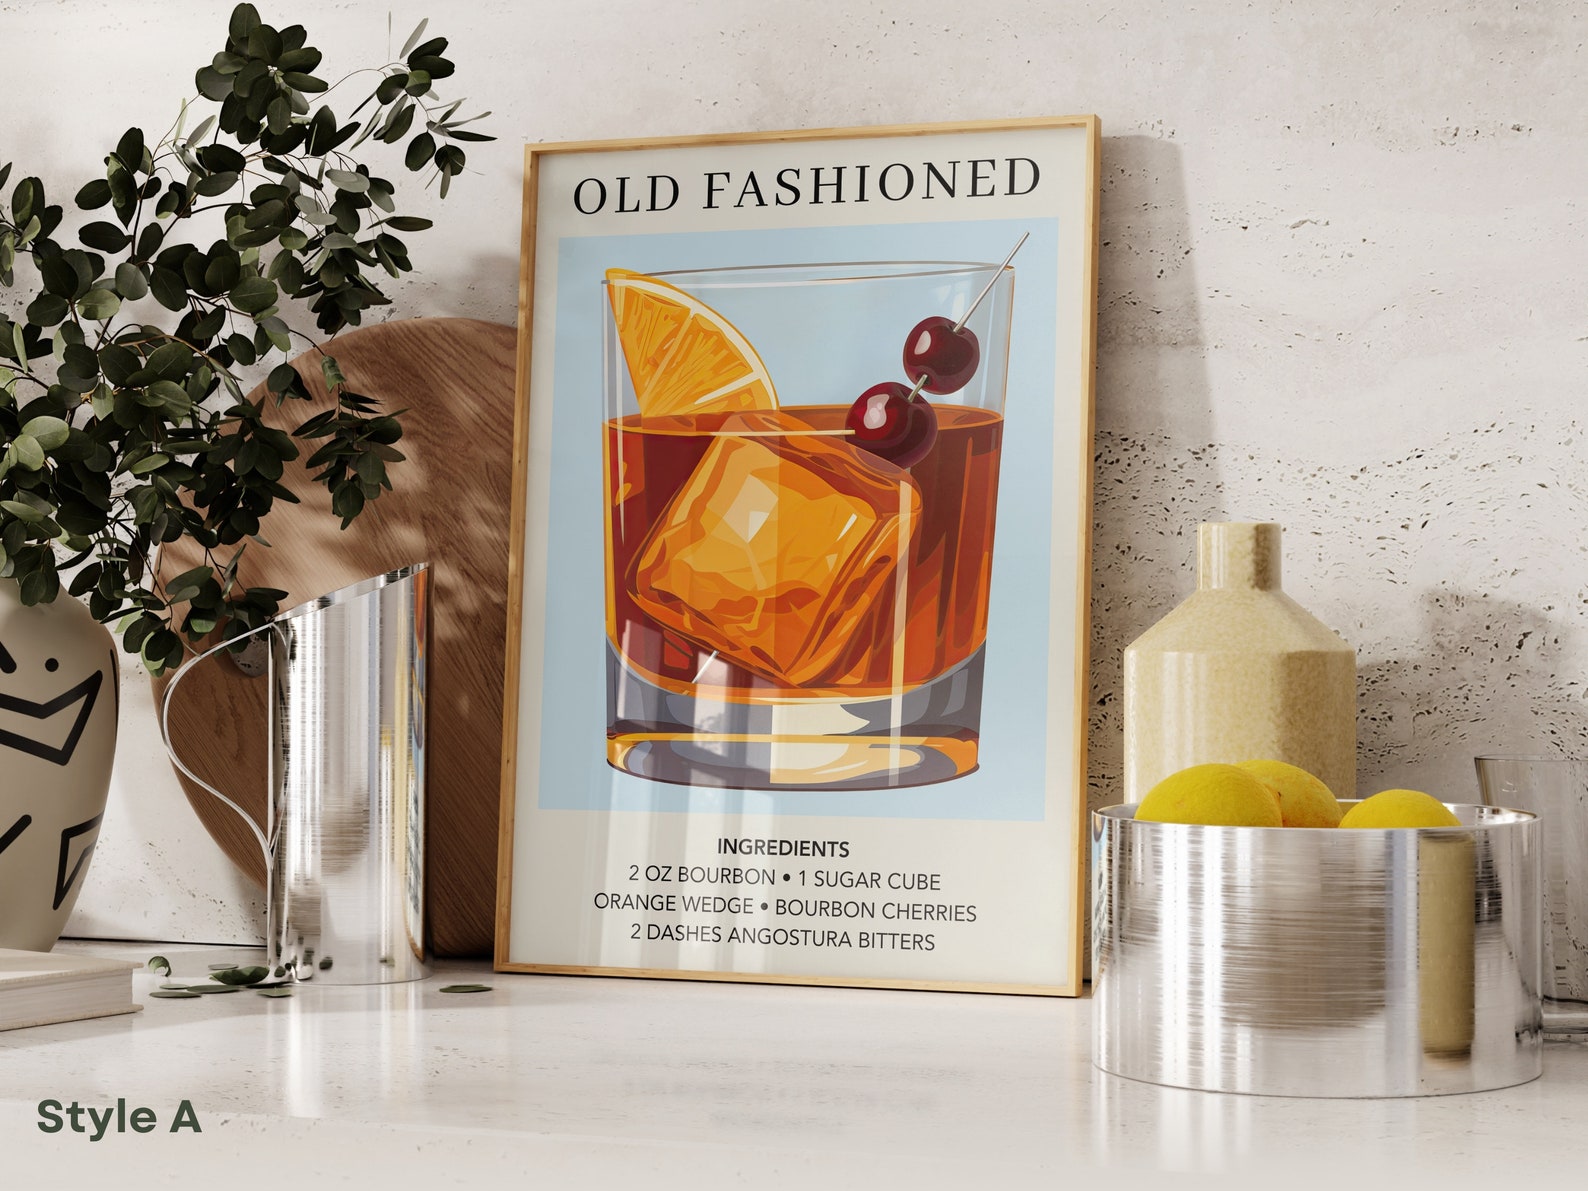 OLD FASHIONED
INGREDIENTS
2 OZ BOURBON • 1 SUGAR CUBE
ORANGE WEDGE • BOURBON CHERRIES
2 DASHES ANGOSTURA BITTERS
Style A